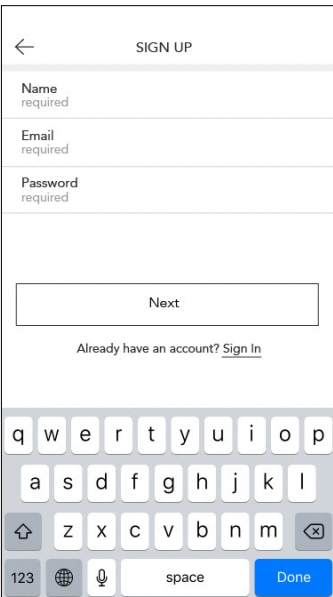 SIGN UP
Name
required
Email
required
Password
required
Next
Already have an account? Sign In
q w e r t y u i o p
a s d f g h j k l
z x c v b n m
123 space Done